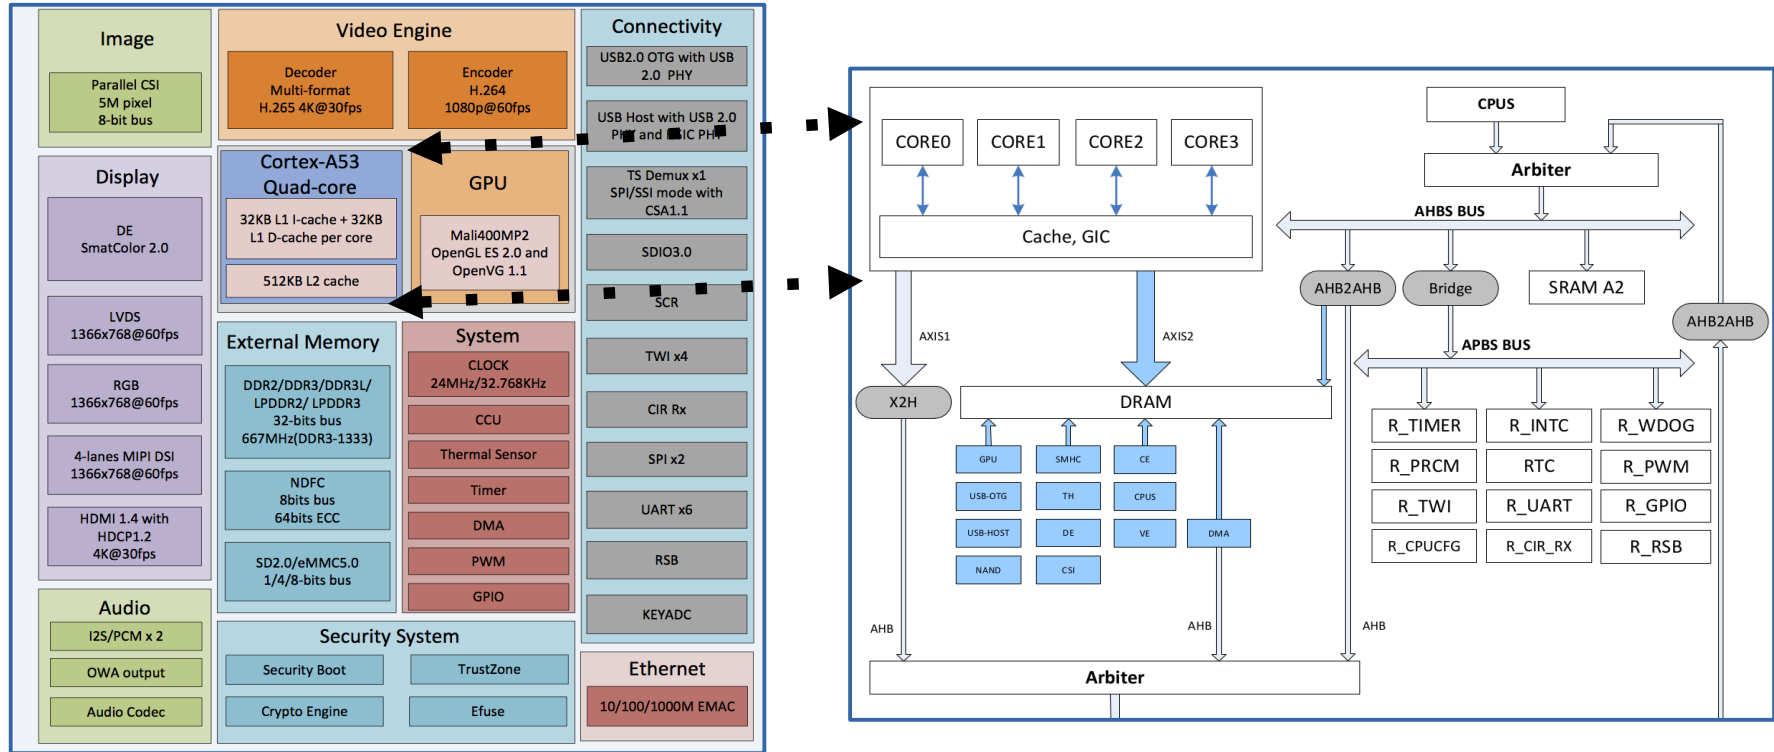 Image
Parallel CSI
5M pixel
8-bit bus
Display
DE
SmatColor 2.0
LVDS
1366x768@60fps
RGB
1366x768@60fps
4-lanes MIPI DSI
1366x768@60fps
HDMI 1.4 with
HDCP1.2
4K@30fps
Audio
I2S/PCM x 2
OWA output
Audio Codec
Video Engine
Decoder
Multi-format
H.265 4K@30fps
Encoder
H.264
1080p@60fps
Cortex-A53
Quad-core
32KB L1 I-cache + 32KB
L1 D-cache per core
512KB L2 cache
GPU
Mali400MP2
OpenGL ES 2.0 and
OpenVG 1.1
External Memory
DDR2/DDR3/DDR3L/
LPDDR2/ LPDDR3
32-bits bus
667MHz(DDR3-1333)
NDFC
8bits bus
64bits ECC
SD2.0/eMMC5.0
1/4/8-bits bus
System
CLOCK
24MHz/32.768KHz
CCU
Thermal Sensor
Timer
DMA
PWM
GPIO
Security System
Security Boot
TrustZone
Crypto Engine
Efuse
Connectivity
USB2.0 OTG with USB
2.0 PHY
USB Host with USB 2.0
and
TS Demux x1
SPI/SSI mode with
CSA1.1
SDIO3.0
SCR
TWI x4
CIR Rx
SPI x2
UART x6
RSB
KEYADC
Ethernet
10/100/1000M EMAC
CORE0
CORE1
CORE2
CORE3
Cache, GIC
AXIS1
AXIS2
X2H
DRAM
GPU
SMHC
CE
USB-OTG
TH
CPUS
USB-HOST
DE
VE
DMA
NAND
CSI
AHB
AHB
AHB
Arbiter
CPUS
Arbiter
AHBS BUS
AHB2AHB
Bridge
SRAM A2
AHB2AHB
APBS BUS
R_TIMER
R_INTC
R_WDOG
R_PRCM
RTC
R_PWM
R_TWI
R_UART
R_GPIO
R_CPUCFG
R_CIR_RX
R_RSB